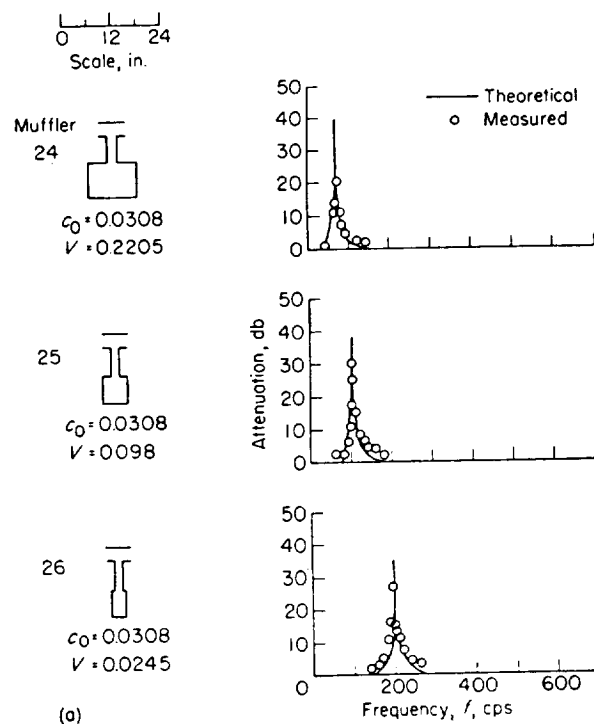 0 12 24
Scale, in.
Muffler
24
c₀ = 0.0308
V = 0.2205
50
40
30
20
10
0
Theoretical
Measured
25
c₀ = 0.0308
V = 0098
Attenuation, db
50
40
30
20
10
0
26
c₀ = 0.0308
V = 0.0245
50
40
30
20
10
0
200 400 600
Frequency, f, cps
(a)